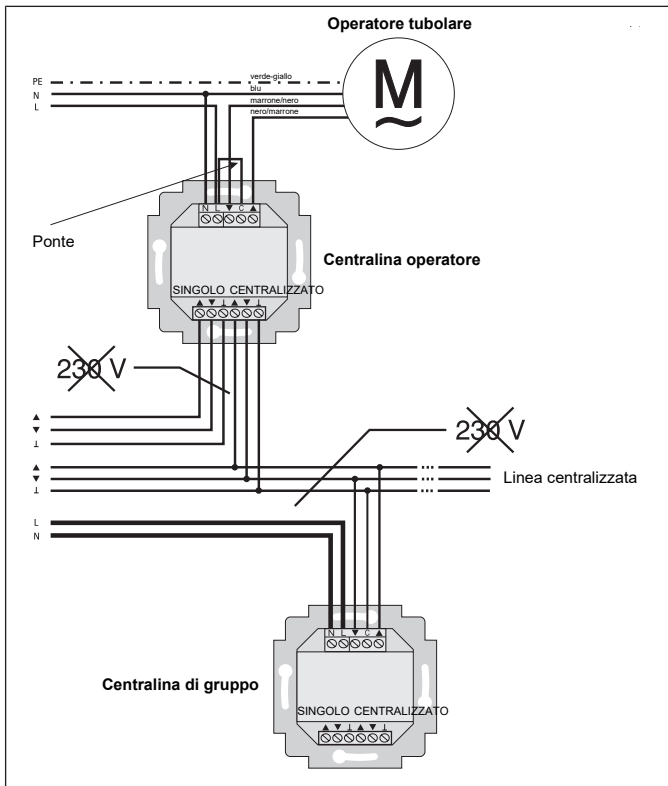 Operatore tubolare
M
PE
N
L
verde-giallo
blu
marrone/nero
nero/marrone
N L ▼ C ▲
Ponte
Centralina operatore
SINGOLO CENTRALIZZATO
▲ ▼ ⊥ ▲ ▼ ⊥
230 V
▲
▼
⊥
230 V
▲
▼
⊥
Linea centralizzata
L
N
N L ▼ C ▲
Centralina di gruppo
SINGOLO CENTRALIZZATO
▲ ▼ ⊥ ▲ ▼ ⊥